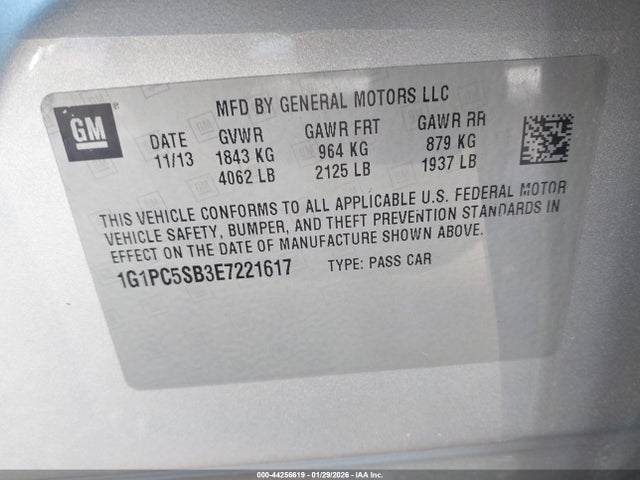 GM
MFD BY GENERAL MOTORS LLC
DATE GVWR GAWR FRT GAWR RR
11/13 1843 KG 964 KG 879 KG
4062 LB 2125 LB 1937 LB
THIS VEHICLE CONFORMS TO ALL APPLICABLE U.S. FEDERAL MOTOR
VEHICLE SAFETY, BUMPER, AND THEFT PREVENTION STANDARDS IN
EFFECT ON THE DATE OF MANUFACTURE SHOWN ABOVE.
1G1PC5SB3E7221617 TYPE: PASS CAR
000-44256619 - 01/29/2026 - IAA Inc.